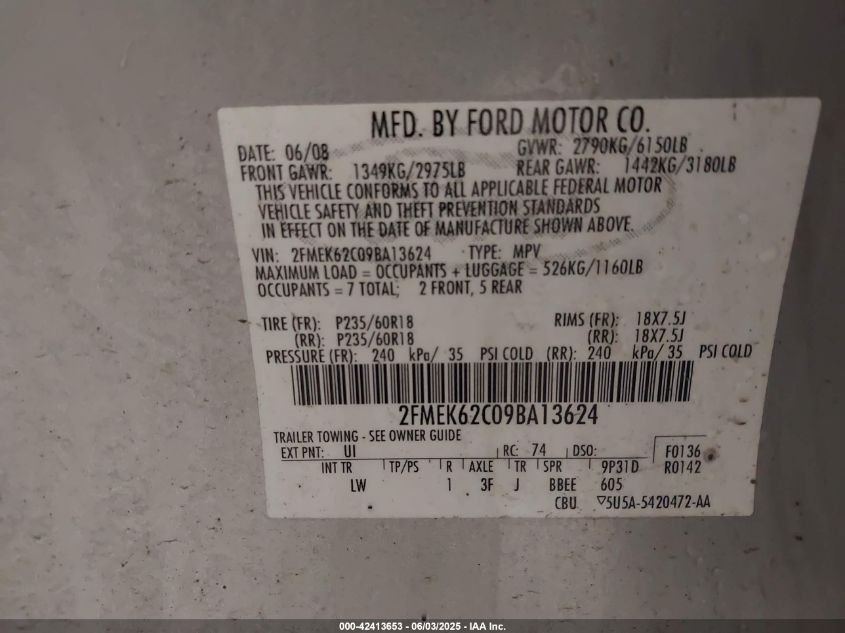 MFD. BY FORD MOTOR CO.
DATE: 06/08 GVWR: 2790KG/6150LB
FRONT GAWR: 1349KG/2975LB REAR GAWR: 1442KG/3180LB
THIS VEHICLE CONFORMS TO ALL APPLICABLE FEDERAL MOTOR
VEHICLE SAFETY AND THEFT PREVENTION STANDARDS
IN EFFECT ON THE DATE OF MANUFACTURE SHOWN ABOVE.
VIN: 2FMEK62C09BA13624 TYPE: MPV
MAXIMUM LOAD = OCCUPANTS + LUGGAGE = 526KG/1160LB
OCCUPANTS = 7 TOTAL; 2 FRONT, 5 REAR
TIRE (FR): P235/60R18 RIMS (FR): 18X7.5J
(RR): P235/60R18 (RR): 18X7.5J
PRESSURE (FR): 240 kPa/ 35 PSI COLD (RR): 240 kPa/ 35 PSI COLD
2FMEK62C09BA13624
TRAILER TOWING - SEE OWNER GUIDE
EXT PNT: UI RC: 74 DSO: F0136
INT TR TP/PS R AXLE TR SPR 9P31D R0142
LW 1 3F J BBEE 605
CBU ▽5U5A-5420472-AA
000-42413653 - 06/03/2025 - IAA Inc.